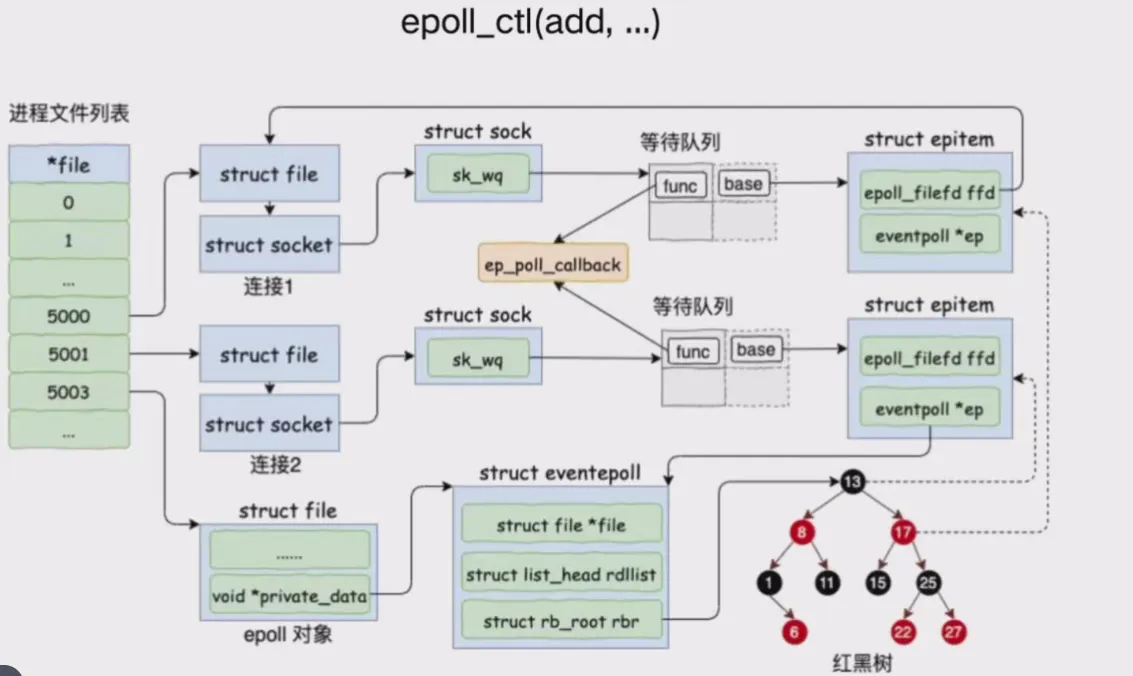 epoll_ctl(add, ...)
进程文件列表
*file
0
1
...
5000
5001
5003
...
struct file
struct socket
连接1
struct sock
sk_wq
等待队列
func
base
struct epitem
epoll_filefd ffd
eventpoll *ep
ep_poll_callback
struct file
struct socket
连接2
struct sock
sk_wq
等待队列
func
base
struct epitem
epoll_filefd ffd
eventpoll *ep
struct file
......
void *private_data
epoll 对象
struct eventepoll
struct file *file
struct list_head rdllist
struct rb_root rbr
13
8
17
1
11
15
25
6
22
27
红黑树